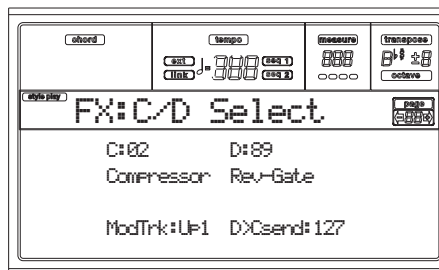 chord tempo measure transpose
ext seq 1
link seq 2
octave
style play FX:C/D Select page
C:02 D:89
Compressor Rev-Gate
ModTrk:Up1 D>Csend:127